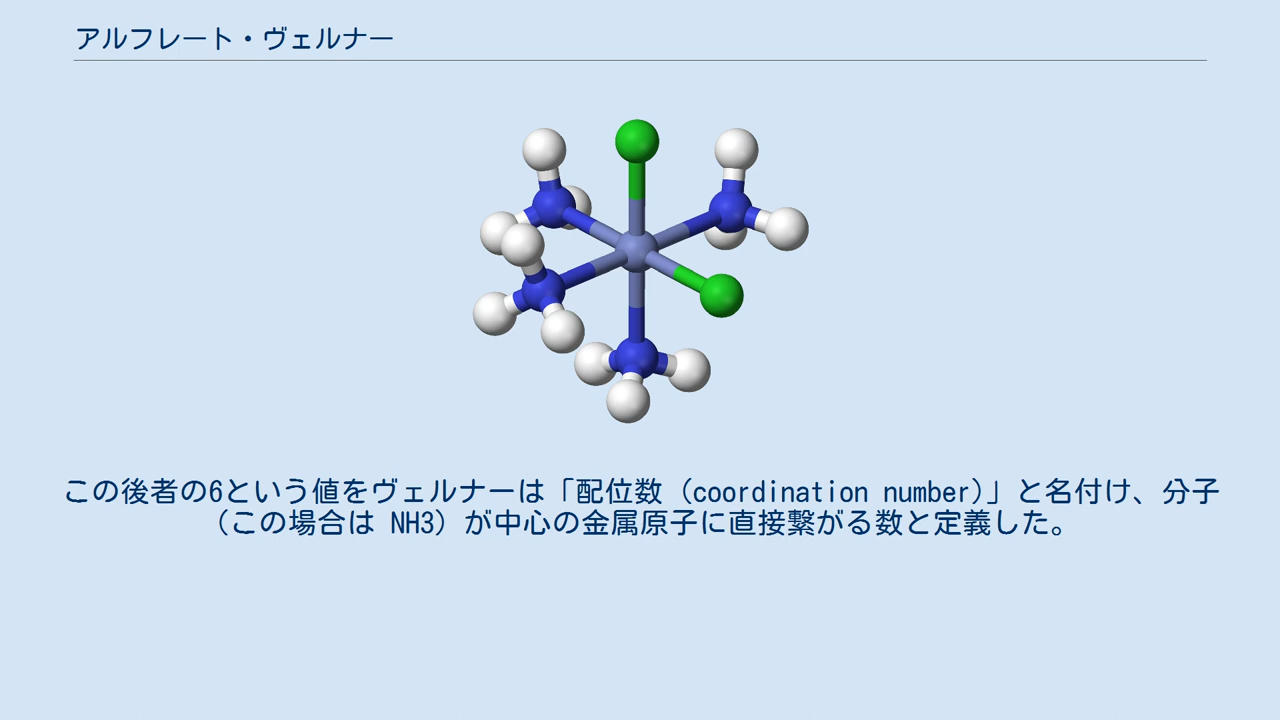 アルフレート・ヴェルナー
この後者の6という値をヴェルナーは「配位数（coordination number)」と名付け、分子
（この場合は NH3）が中心の金属原子に直接繋がる数と定義した。